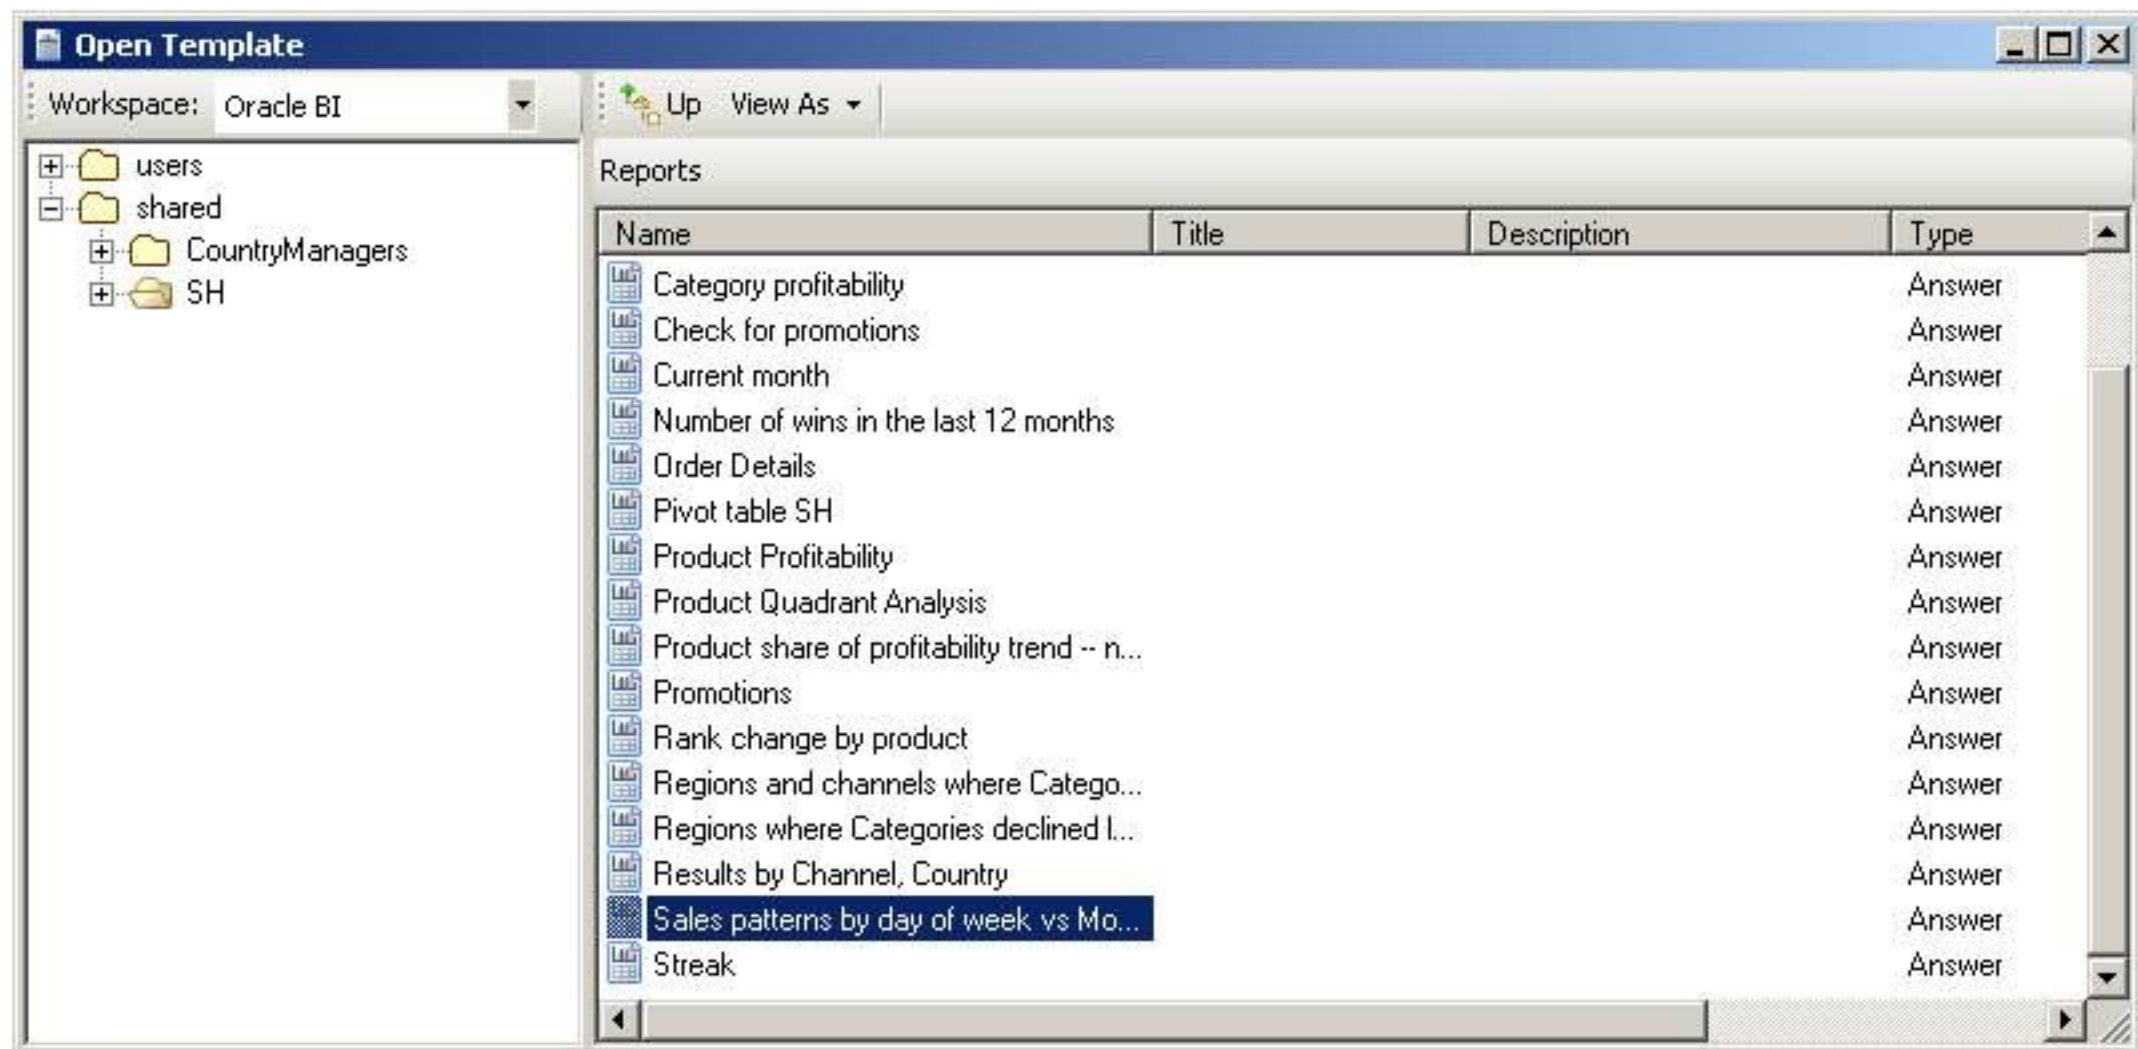 Open Template
Workspace: Oracle BI
Up View As
users
shared
CountryManagers
SH
Reports
Name Title Description Type
Category profitability Answer
Check for promotions Answer
Current month Answer
Number of wins in the last 12 months Answer
Order Details Answer
Pivot table SH Answer
Product Profitability Answer
Product Quadrant Analysis Answer
Product share of profitability trend -- n... Answer
Promotions Answer
Rank change by product Answer
Regions and channels where Catego... Answer
Regions where Categories declined l... Answer
Results by Channel, Country Answer
Sales patterns by day of week vs Mo... Answer
Streak Answer